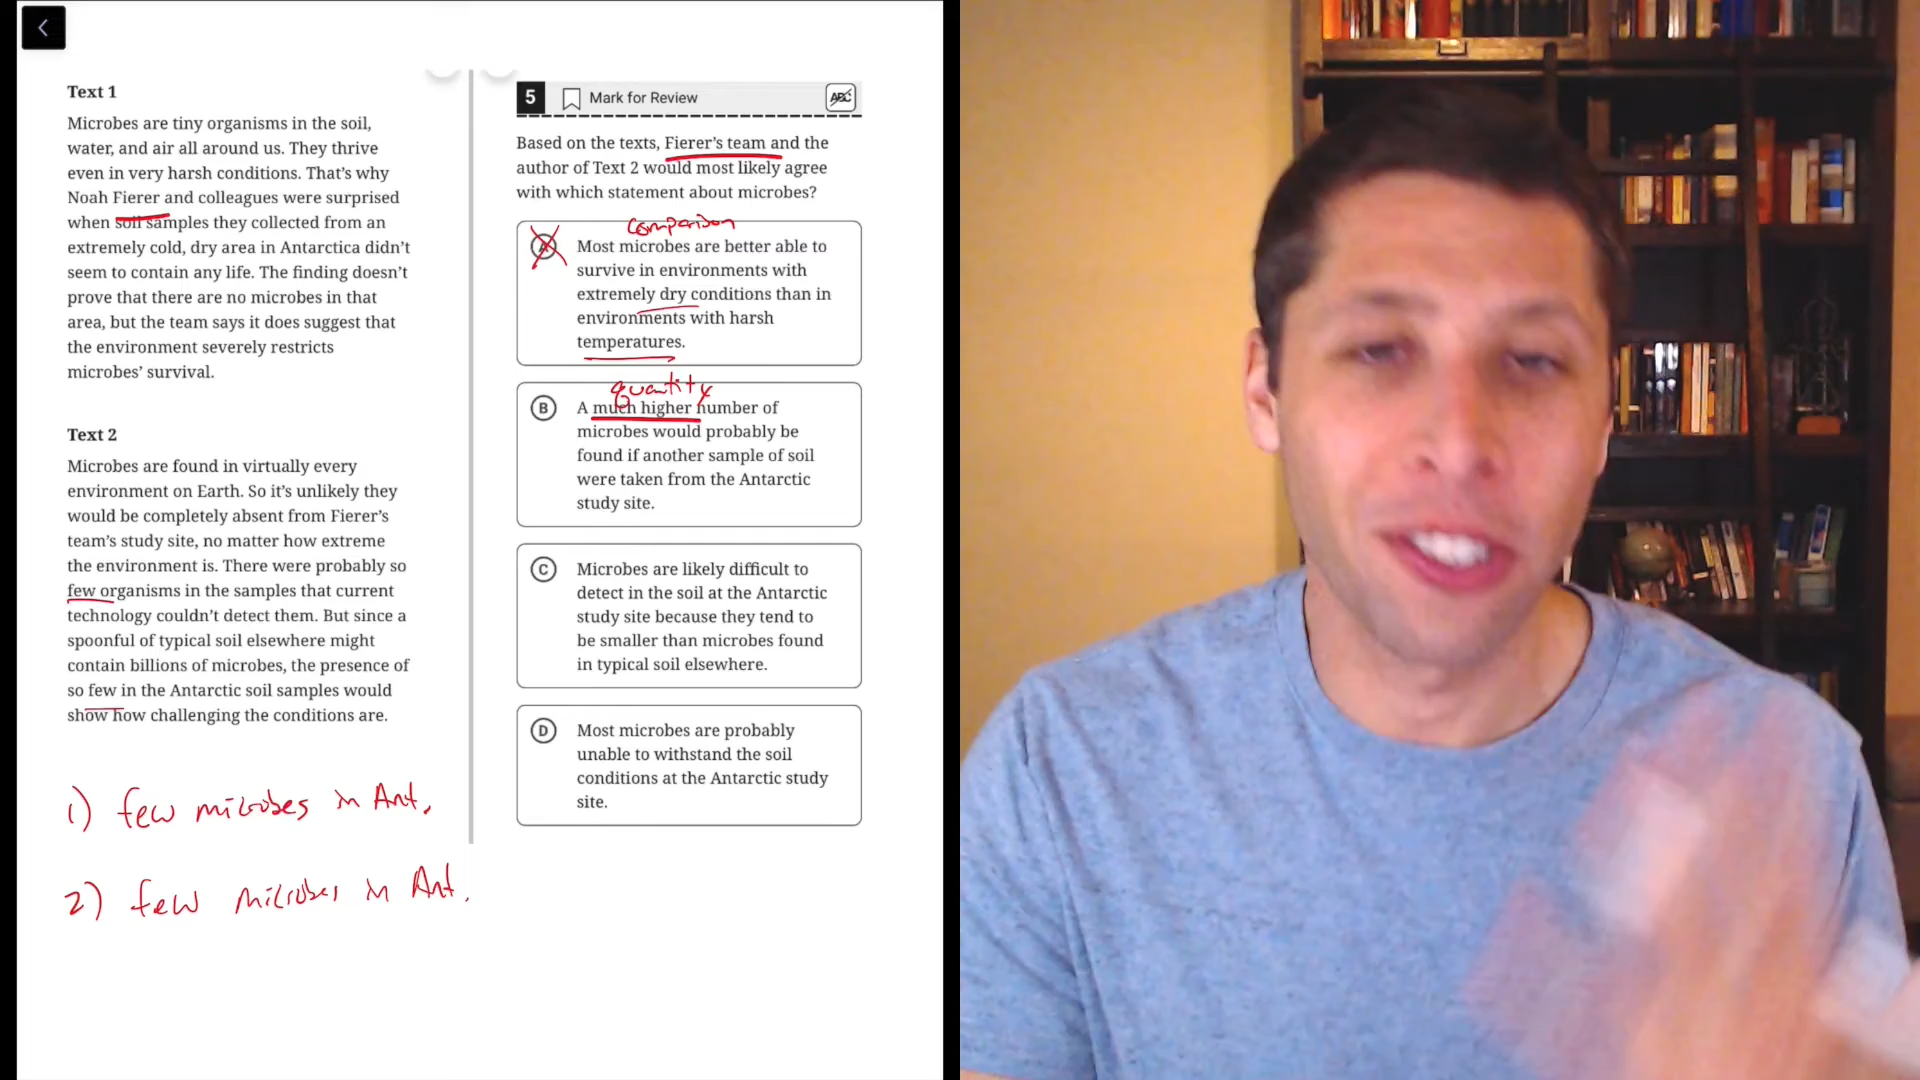 Text 1
Microbes are tiny organisms in the soil,
water, and air all around us. They thrive
even in very harsh conditions. That's why
Noah Fierer and colleagues were surprised
when soil samples they collected from an
extremely cold, dry area in Antarctica didn't
seem to contain any life. The finding doesn't
prove that there are no microbes in that
area, but the team says it does suggest that
the environment severely restricts
microbes' survival.
Text 2
Microbes are found in virtually every
environment on Earth. So it's unlikely they
would be completely absent from Fierer's
team's study site, no matter how extreme
the environment is. There were probably so
few organisms in the samples that current
technology couldn't detect them. But since a
spoonful of typical soil elsewhere might
contain billions of microbes, the presence of
so few in the Antarctic soil samples would
show how challenging the conditions are.
1) few microbes in Ant.
2) few microbes in Ant.
5 Mark for Review ABC
Based on the texts, Fierer's team and the
author of Text 2 would most likely agree
with which statement about microbes?
comparison
A Most microbes are better able to
survive in environments with
extremely dry conditions than in
environments with harsh
temperatures.
quantity
B A much higher number of
microbes would probably be
found if another sample of soil
were taken from the Antarctic
study site.
C Microbes are likely difficult to
detect in the soil at the Antarctic
study site because they tend to
be smaller than microbes found
in typical soil elsewhere.
D Most microbes are probably
unable to withstand the soil
conditions at the Antarctic study
site.